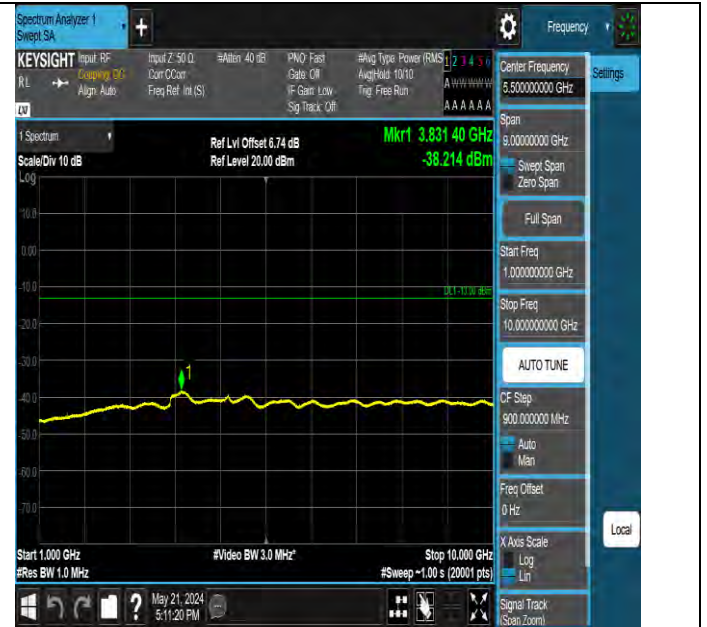 Spectrum Analyzer 1
Swept SA
+
Frequency
KEYSIGHT
RL
Input: RF
Coupling: DC
Align: Auto
Input Z: 50 Ω
Corr CCorr
Freq Ref: Int (S)
#Atten: 40 dB
PNO: Fast
Gate: Off
IF Gain: Low
Sig Track: Off
#Avg Type: Power (RMS
Avg|Hold: 10/10
Trig: Free Run
1 2 3 4 5 6
A W W W W W
A A A A A A
LXI
1 Spectrum
Scale/Div 10 dB
Log
Ref Lvl Offset 6.74 dB
Ref Level 20.00 dBm
Mkr1 3.831 40 GHz
-38.214 dBm
10.0
0.00
-10.0
DL1 -13.00 dBm
-20.0
-30.0
1
-40.0
-50.0
-60.0
-70.0
Start 1.000 GHz
#Res BW 1.0 MHz
#Video BW 3.0 MHz*
Stop 10.000 GHz
#Sweep ~1.00 s (20001 pts)
May 21, 2024
5:11:20 PM
?
Center Frequency
5.500000000 GHz
Settings
Span
9.00000000 GHz
Swept Span
Zero Span
Full Span
Start Freq
1.000000000 GHz
Stop Freq
10.000000000 GHz
AUTO TUNE
CF Step
900.000000 MHz
Auto
Man
Freq Offset
0 Hz
X Axis Scale
Log
Lin
Local
Signal Track
(Span Zoom)